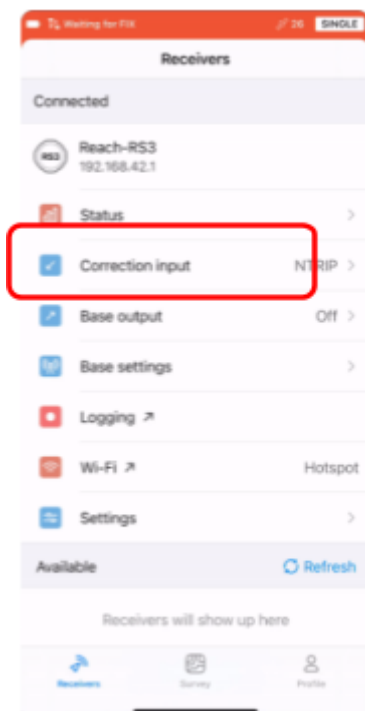 Waiting for FIX 26 SINGLE
Receivers
Connected
RS3
Reach-RS3
192.168.42.1
Status
Correction input NTRIP
Base output Off
Base settings
Logging
Wi-Fi Hotspot
Settings
Available Refresh
Receivers will show up here
Receivers Survey Profile